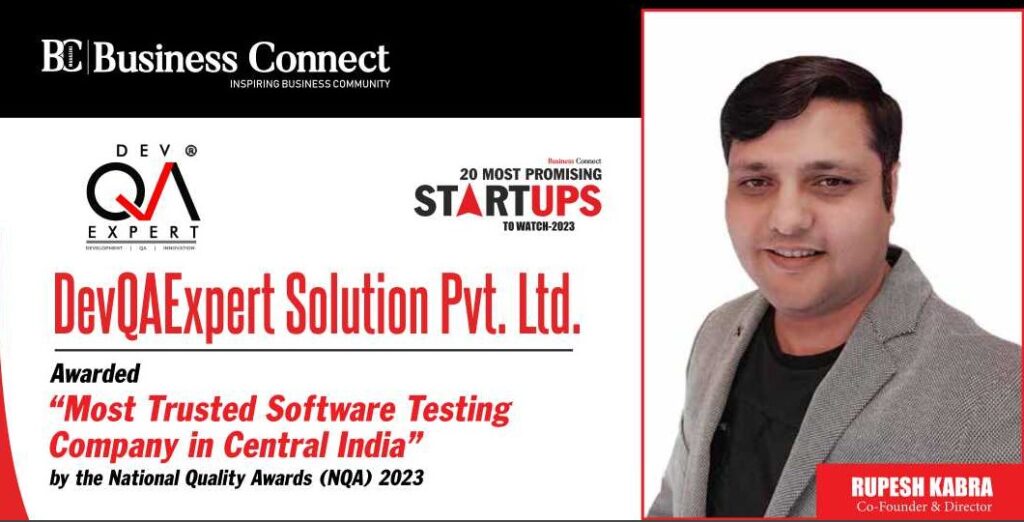 BC Business Connect
INSPIRING BUSINESS COMMUNITY
DEV ®
QA
EXPERT
DEVELOPMENT | QA | INNOVATION
Business Connect
20 MOST PROMISING
STARTUPS
TO WATCH-2023
DevQAExpert Solution Pvt. Ltd.
Awarded
“Most Trusted Software Testing
Company in Central India”
by the National Quality Awards (NQA) 2023
RUPESH KABRA
Co-Founder & Director